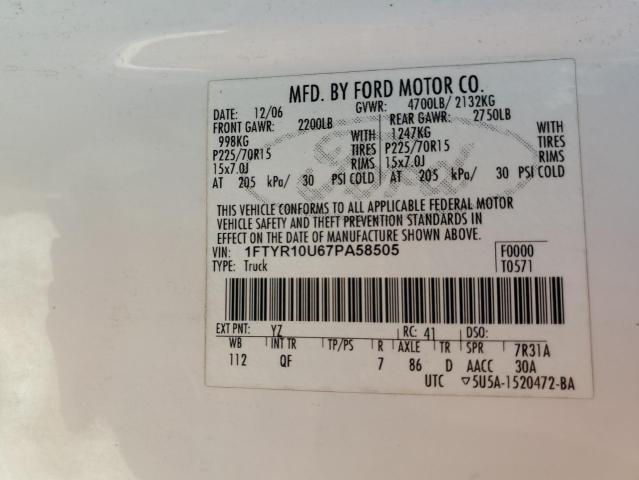 MFD. BY FORD MOTOR CO.
DATE: 12/06 GVWR: 4700LB/ 2132KG
FRONT GAWR: 2200LB REAR GAWR: 2750LB
998KG WITH 1247KG WITH
P225/70R15 TIRES P225/70R15 TIRES
15x7.0J RIMS 15x7.0J RIMS
AT 205 kPa/ 30 PSI COLD AT 205 kPa/ 30 PSI COLD
THIS VEHICLE CONFORMS TO ALL APPLICABLE FEDERAL MOTOR
VEHICLE SAFETY AND THEFT PREVENTION STANDARDS IN
EFFECT ON THE DATE OF MANUFACTURE SHOWN ABOVE.
VIN: 1FTYR10U67PA58505 F0000
TYPE: Truck T0571
EXT PNT: YZ RC: 41 DSO:
WB INT TR TP/PS R AXLE TR SPR 7R31A
112 QF 7 86 D AACC 30A
UTC ▽5U5A-1520472-BA
Ford